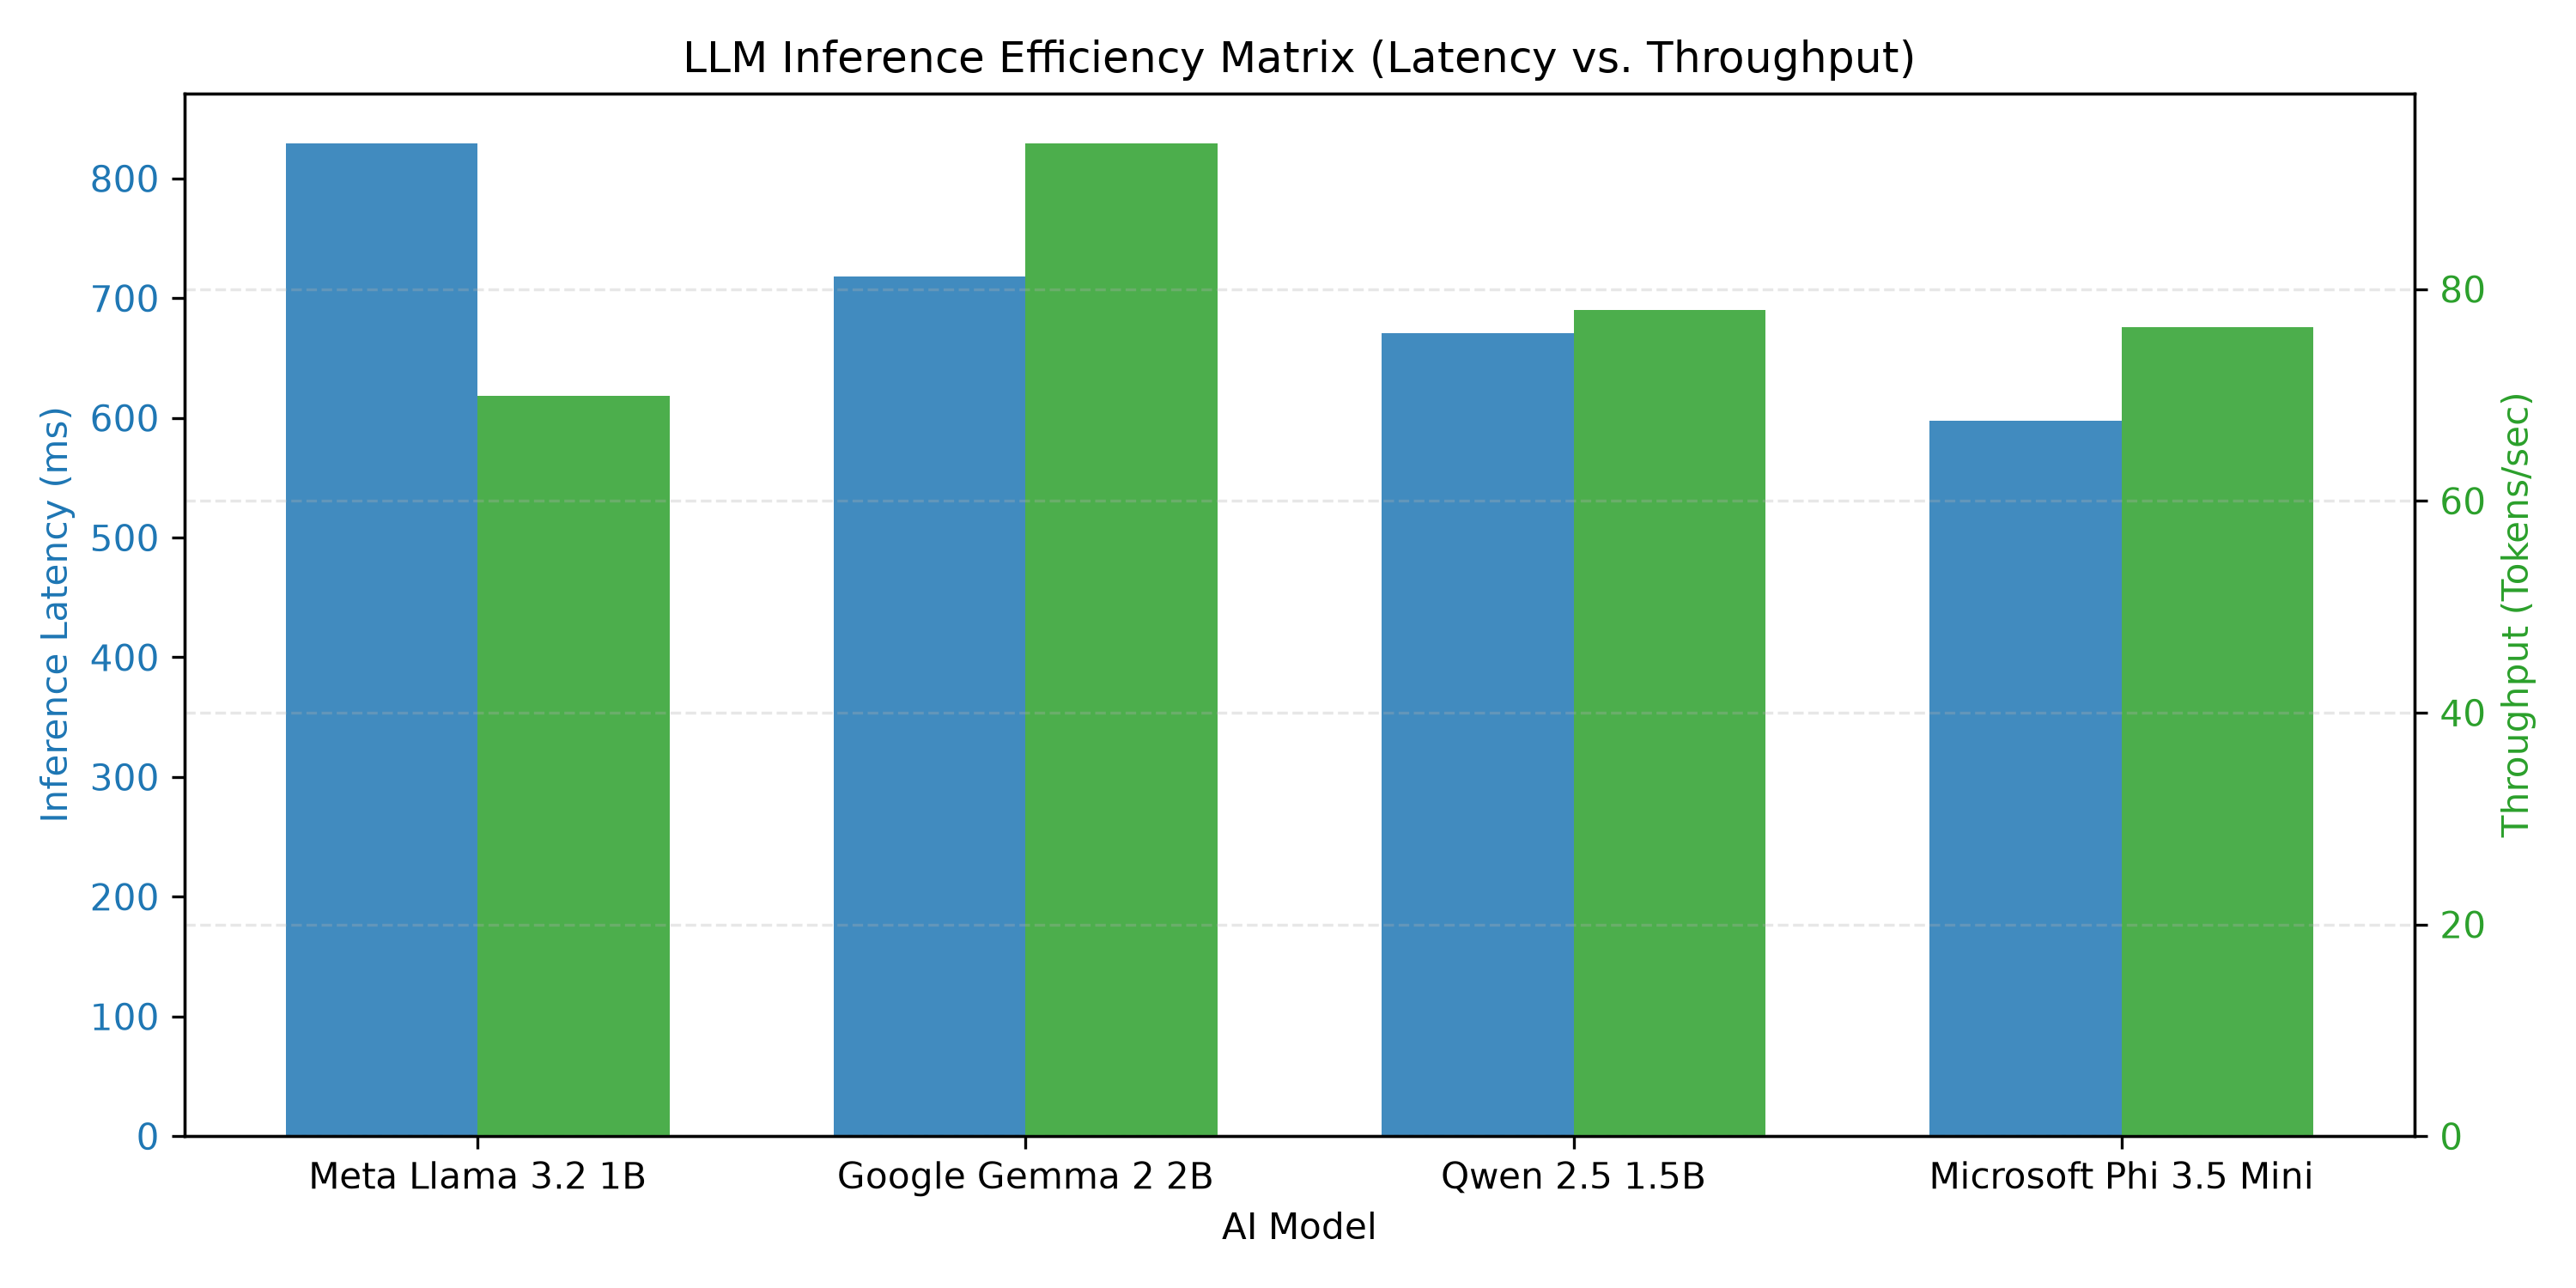 LLM Inference Efficiency Matrix (Latency vs. Throughput)
Inference Latency (ms)
800
700
600
500
400
300
200
100
0
80
60
40
20
0
Throughput (Tokens/sec)
Meta Llama 3.2 1B
Google Gemma 2 2B
Qwen 2.5 1.5B
Microsoft Phi 3.5 Mini
AI Model